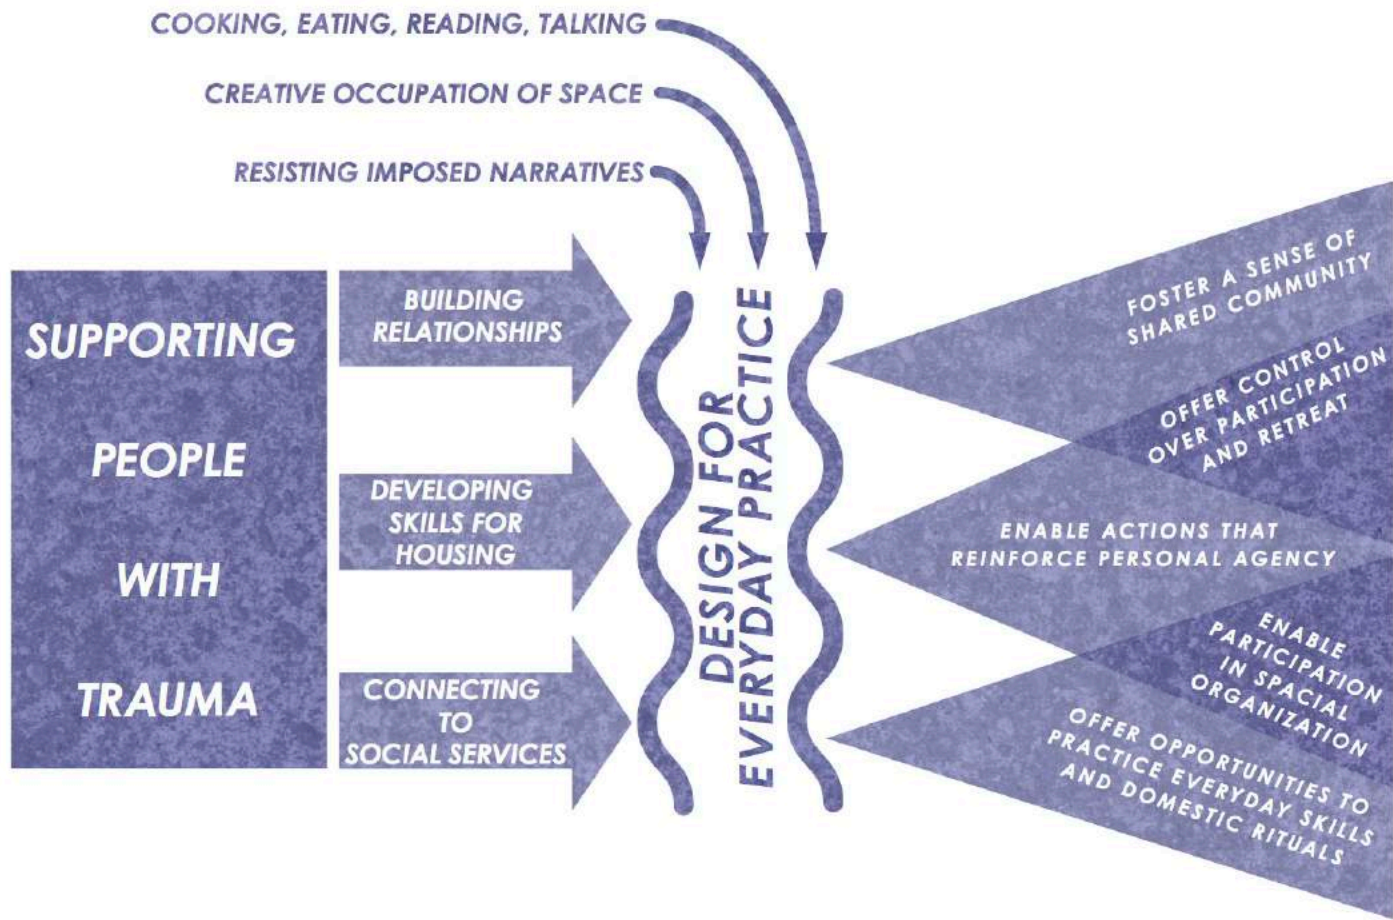 COOKING, EATING, READING, TALKING
CREATIVE OCCUPATION OF SPACE
RESISTING IMPOSED NARRATIVES
SUPPORTING
PEOPLE
WITH
TRAUMA
BUILDING
RELATIONSHIPS
DEVELOPING
SKILLS FOR
HOUSING
CONNECTING
TO
SOCIAL SERVICES
DESIGN FOR
EVERYDAY PRACTICE
FOSTER A SENSE OF
SHARED COMMUNITY
OFFER CONTROL
OVER PARTICIPATION
AND RETREAT
ENABLE ACTIONS THAT
REINFORCE PERSONAL AGENCY
ENABLE
PARTICIPATION
IN SPACIAL
ORGANIZATION
OFFER OPPORTUNITIES TO
PRACTICE EVERYDAY SKILLS
AND DOMESTIC RITUALS